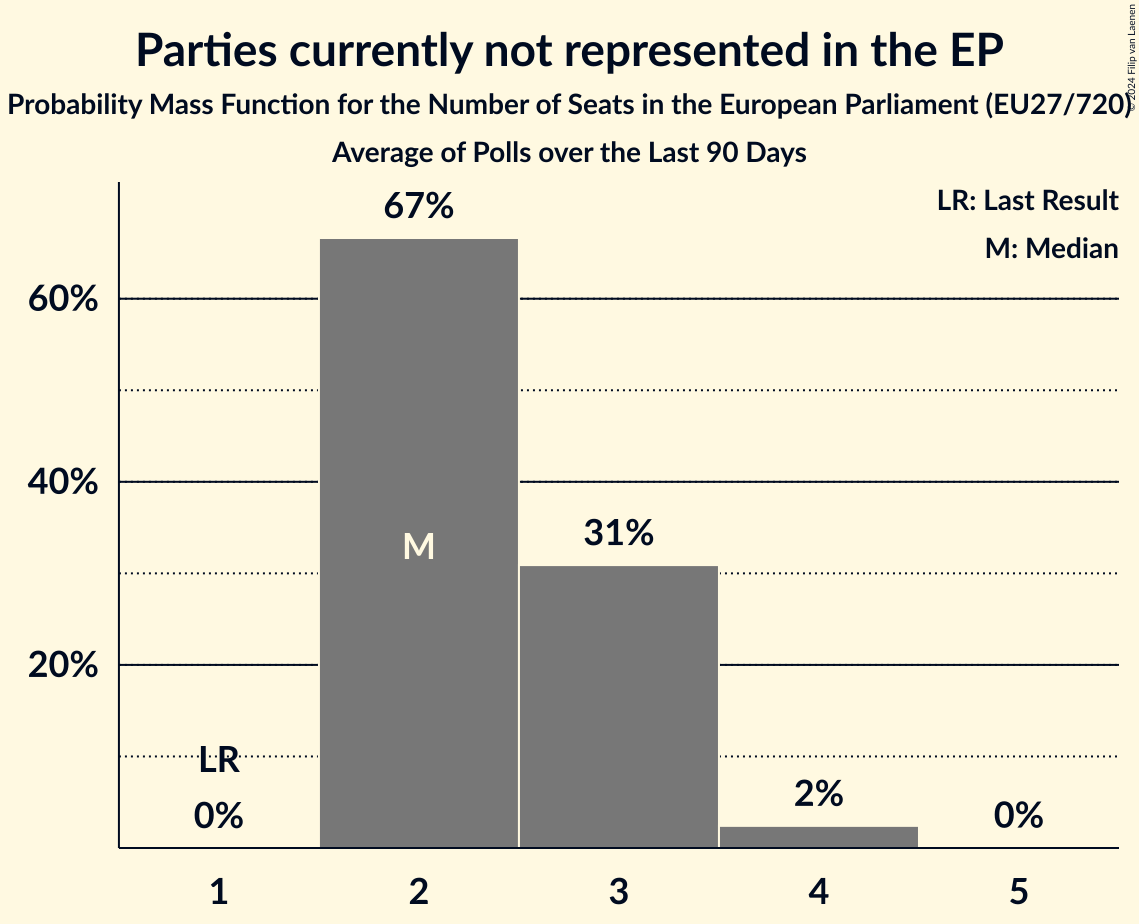 Parties currently not represented in the EP
Probability Mass Function for the Number of Seats in the European Parliament (EU27/720)
Average of Polls over the Last 90 Days
© 2024 Filip van Laenen
LR: Last Result
M: Median
67%
60%
40%
31%
M
20%
LR
0%
2%
0%
1 2 3 4 5